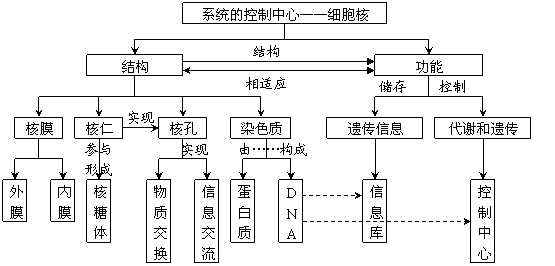 系统的控制中心——细胞核
结构
结构
功能
相适应
储存
控制
核膜
核仁
实现
核孔
染色质
遗传信息
代谢和遗传
参与
形成
实现
由……构成
外膜
内膜
核糖体
物质交换
信息交流
蛋白质
DNA
信息库
控制中心